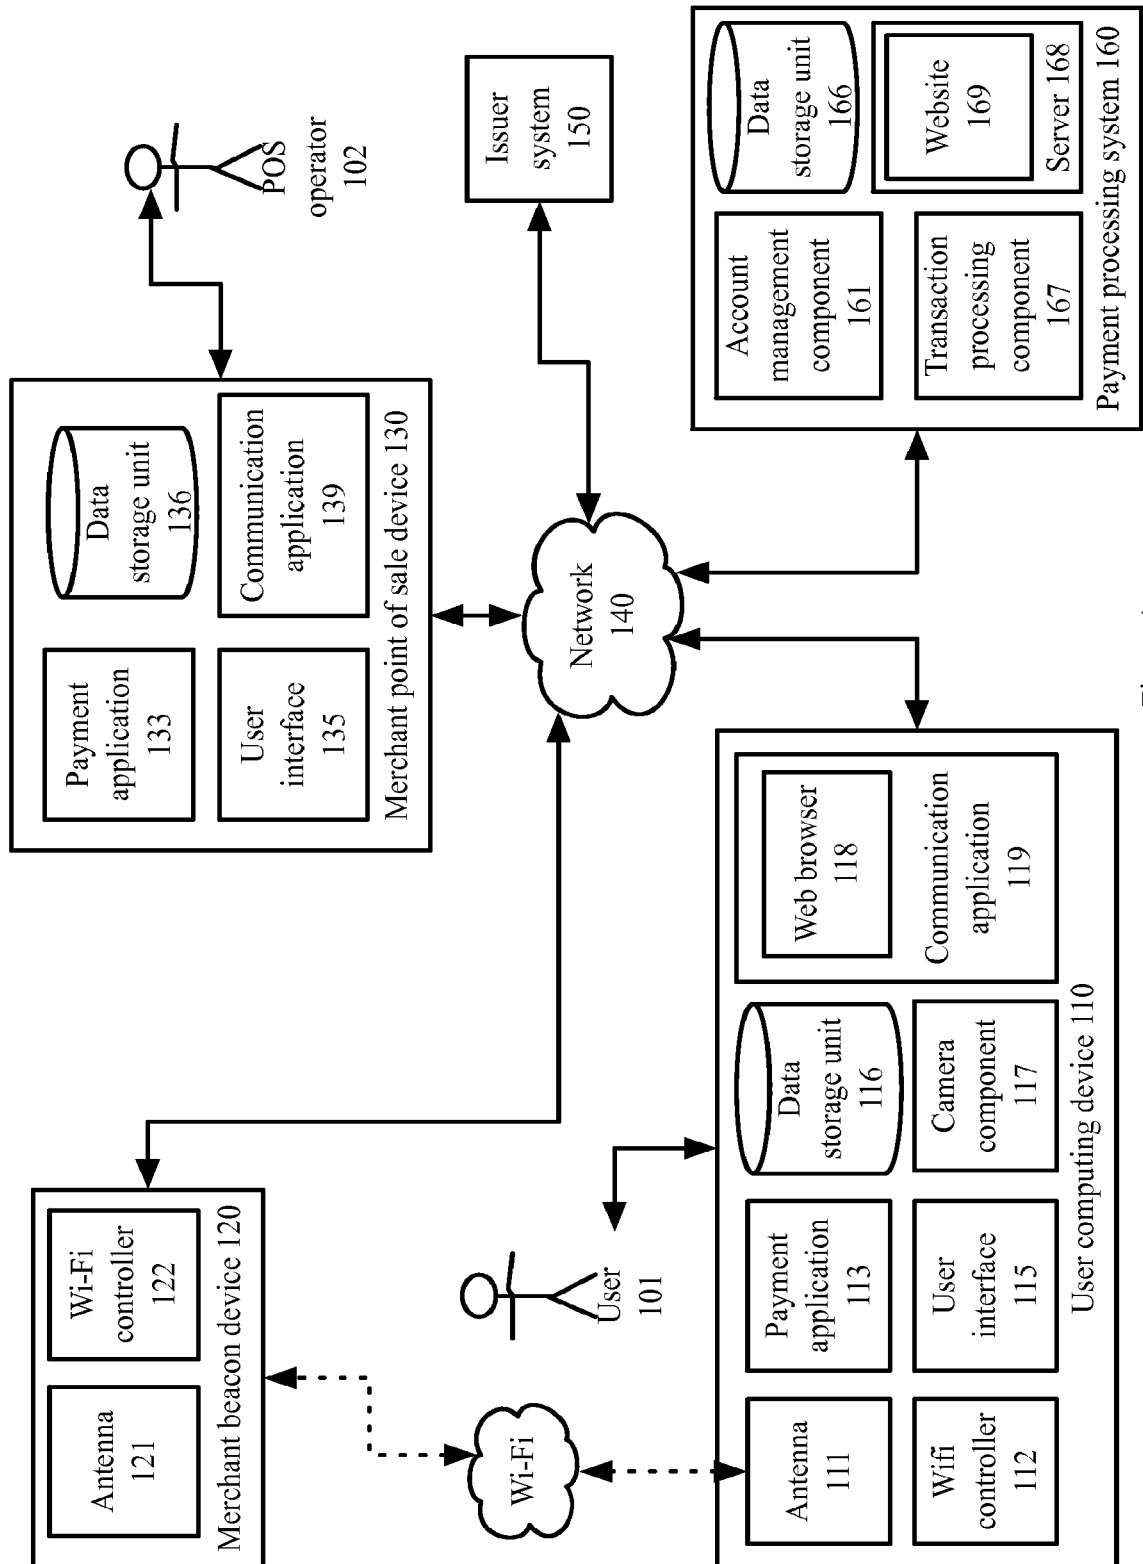 Antenna
121
Wi-Fi
controller
122
Merchant beacon device 120
Payment
application
133
Data
storage unit
136
User
interface
135
Communication
application
139
Merchant point of sale device 130
POS
operator
102
Wi-Fi
User
101
Network
140
Issuer
system
150
Antenna
111
Payment
application
113
Data
storage unit
116
Web browser
118
Communication
application
119
Wifi
controller
112
User
interface
115
Camera
component
117
User computing device 110
Account
management
component
161
Data
storage unit
166
Transaction
processing
component
167
Website
169
Server 168
Payment processing system 160